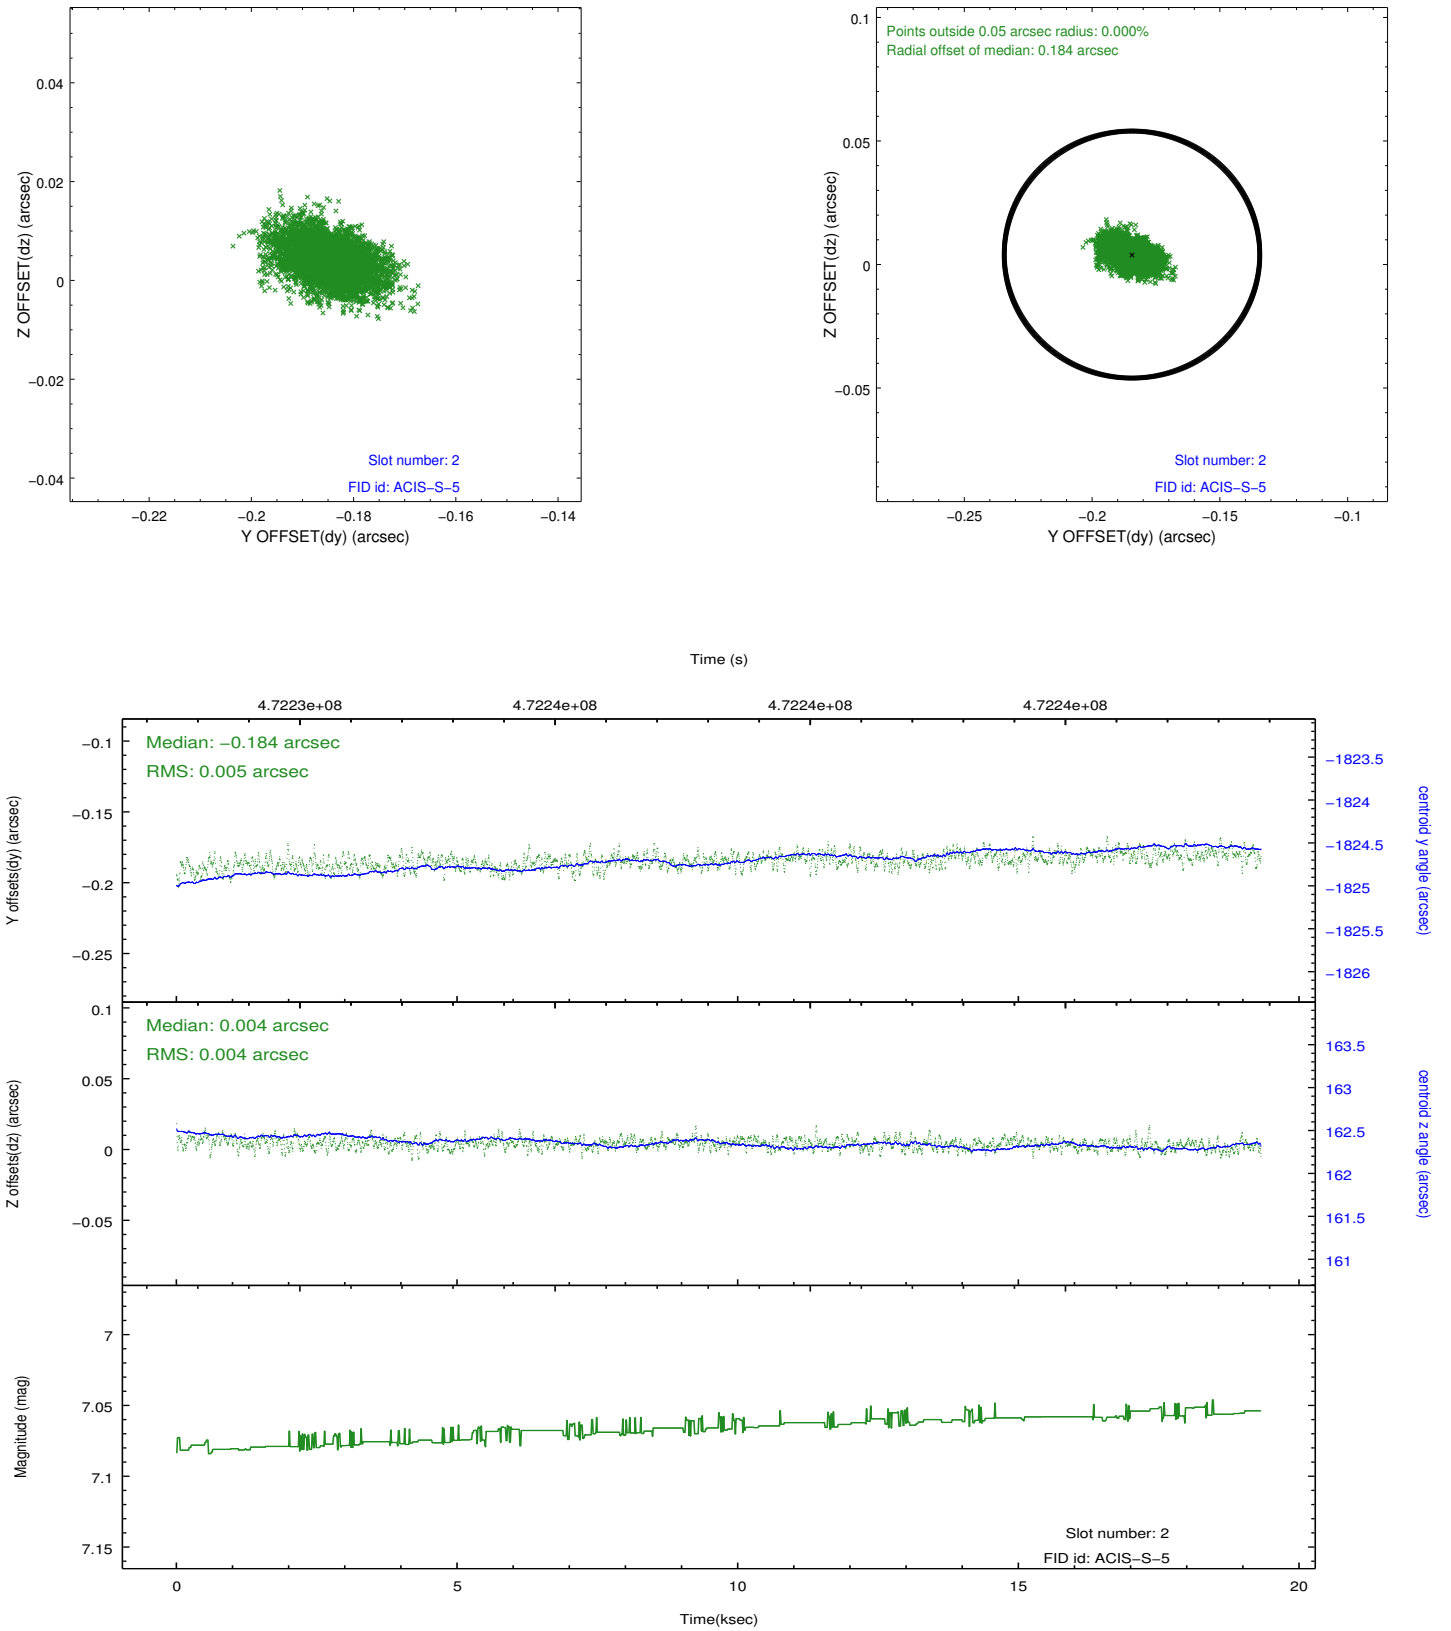 0.04
0.02
0
−0.02
−0.04
Z OFFSET(dz) (arcsec)
Slot number: 2
FID id: ACIS−S−5
−0.22
−0.2
−0.18
−0.16
−0.14
Y OFFSET(dy) (arcsec)
Points outside 0.05 arcsec radius: 0.000%
Radial offset of median: 0.184 arcsec
0.1
0.05
0
−0.05
Z OFFSET(dz) (arcsec)
Slot number: 2
FID id: ACIS−S−5
−0.25
−0.2
−0.15
−0.1
Y OFFSET(dy) (arcsec)
Time (s)
4.7223e+08
4.7224e+08
4.7224e+08
4.7224e+08
Median: −0.184 arcsec
RMS: 0.005 arcsec
−0.1
−0.15
−0.2
−0.25
Y offsets(dy) (arcsec)
−1823.5
−1824
−1824.5
−1825
−1825.5
−1826
centroid y angle (arcsec)
Median: 0.004 arcsec
RMS: 0.004 arcsec
0.1
0.05
0
−0.05
Z offsets(dz) (arcsec)
163.5
163
162.5
162
161.5
161
centroid z angle (arcsec)
7
7.05
7.1
7.15
Magnitude (mag)
Slot number: 2
FID id: ACIS−S−5
0
5
10
15
20
Time(ksec)